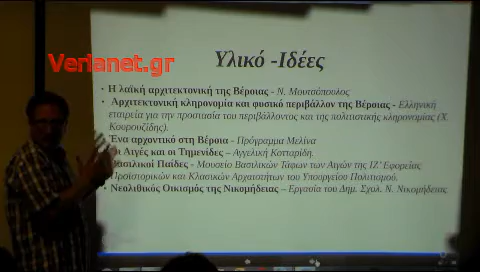 Verianet.gr
Υλικό -Ιδέες
• Η λαϊκή αρχιτεκτονική της Βέροιας - Ν. Μουτσόπουλος
• Αρχιτεκτονική κληρονομια και φυσικό περιβάλλον της Βέροιας - Ελληνική
εταιρεία για την προστασία του περιβάλλοντος και της πολιτιστικής κληρονομιάς (Χ.
Κουρουζίδης).
Ένα αρχοντικό στη Βέροια - Πρόγραμμα Μελίνα
Οι Αιγές και οι Τημενίδες – Αγγελική Κοτταρίδη.
Βασιλικοί Παίδες - Μουσείο Βασιλικών Τάφων των Αιγών της ΙΖ΄ Εφορείας
Προϊστορικών και Κλασικών Αρχαιοτήτων του Υπουργείου Πολιτισμού.
• Νεολιθικός Οικισμός της Νικομήδειας – Εργασία του Δημ. Σχολ. Ν. Νικομήδειας.